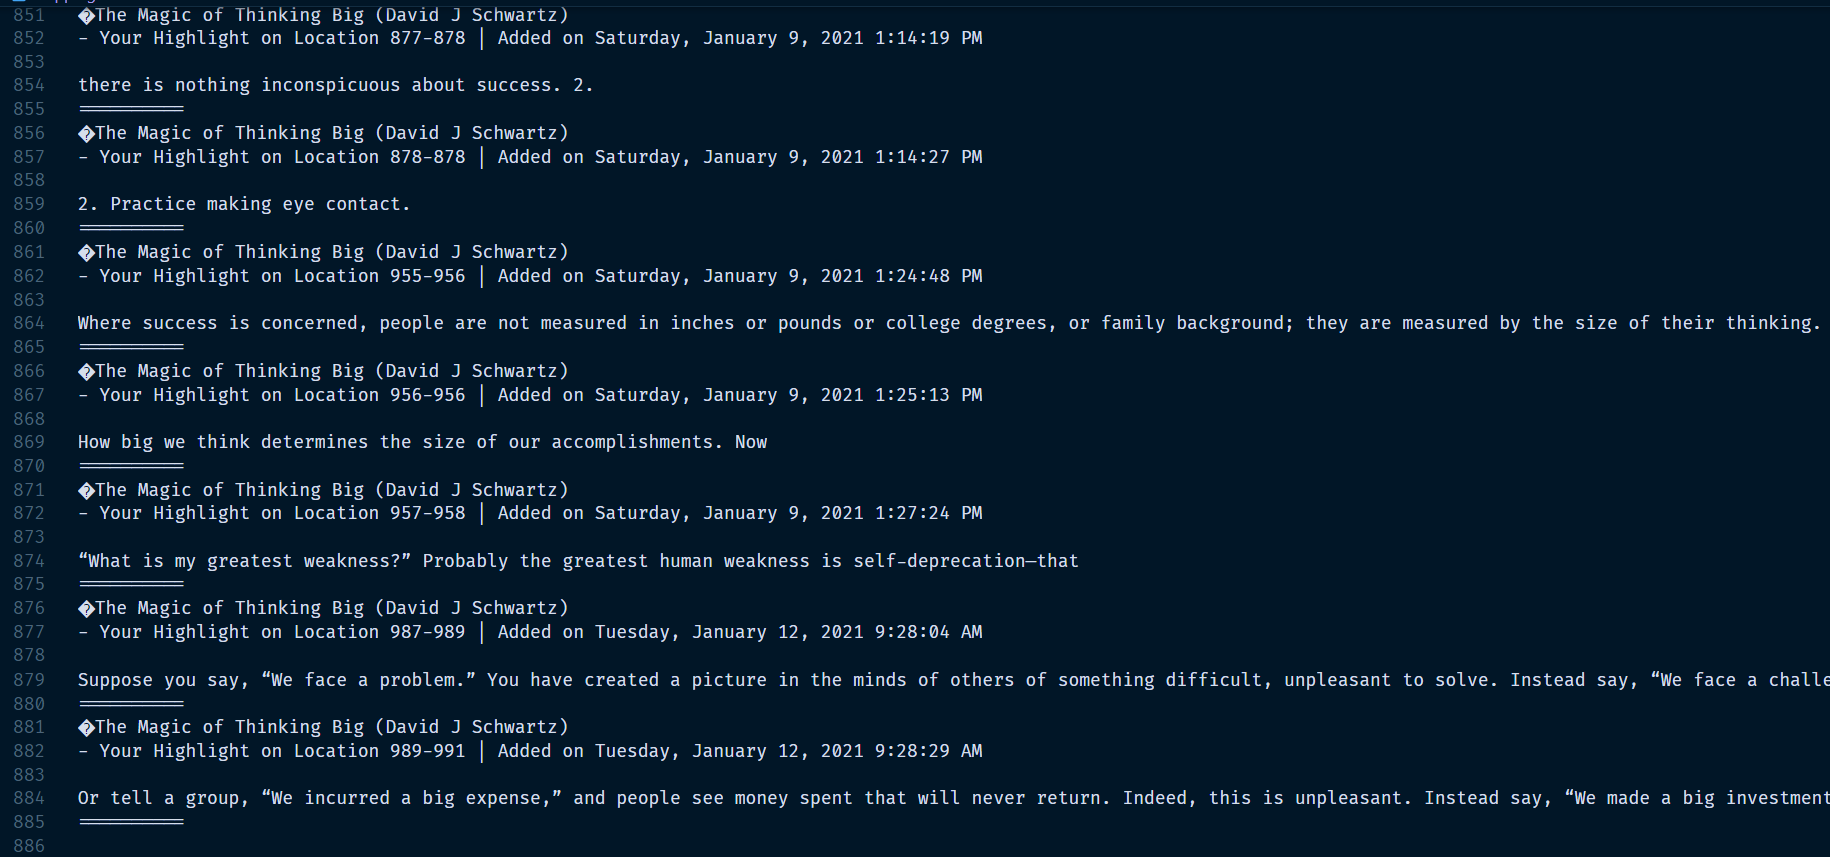 851 �The Magic of Thinking Big (David J Schwartz)
852 - Your Highlight on Location 877-878 | Added on Saturday, January 9, 2021 1:14:19 PM
853
854 there is nothing inconspicuous about success. 2.
855 ==========
856 �The Magic of Thinking Big (David J Schwartz)
857 - Your Highlight on Location 878-878 | Added on Saturday, January 9, 2021 1:14:27 PM
858
859 2. Practice making eye contact.
860 ==========
861 �The Magic of Thinking Big (David J Schwartz)
862 - Your Highlight on Location 955-956 | Added on Saturday, January 9, 2021 1:24:48 PM
863
864 Where success is concerned, people are not measured in inches or pounds or college degrees, or family background; they are measured by the size of their thinking.
865 ==========
866 �The Magic of Thinking Big (David J Schwartz)
867 - Your Highlight on Location 956-956 | Added on Saturday, January 9, 2021 1:25:13 PM
868
869 How big we think determines the size of our accomplishments. Now
870 ==========
871 �The Magic of Thinking Big (David J Schwartz)
872 - Your Highlight on Location 957-958 | Added on Saturday, January 9, 2021 1:27:24 PM
873
874 “What is my greatest weakness?” Probably the greatest human weakness is self-deprecation—that
875 ==========
876 �The Magic of Thinking Big (David J Schwartz)
877 - Your Highlight on Location 987-989 | Added on Tuesday, January 12, 2021 9:28:04 AM
878
879 Suppose you say, “We face a problem.” You have created a picture in the minds of others of something difficult, unpleasant to solve. Instead say, “We face a challe
880 ==========
881 �The Magic of Thinking Big (David J Schwartz)
882 - Your Highlight on Location 989-991 | Added on Tuesday, January 12, 2021 9:28:29 AM
883
884 Or tell a group, “We incurred a big expense,” and people see money spent that will never return. Indeed, this is unpleasant. Instead say, “We made a big investment
885 ==========
886